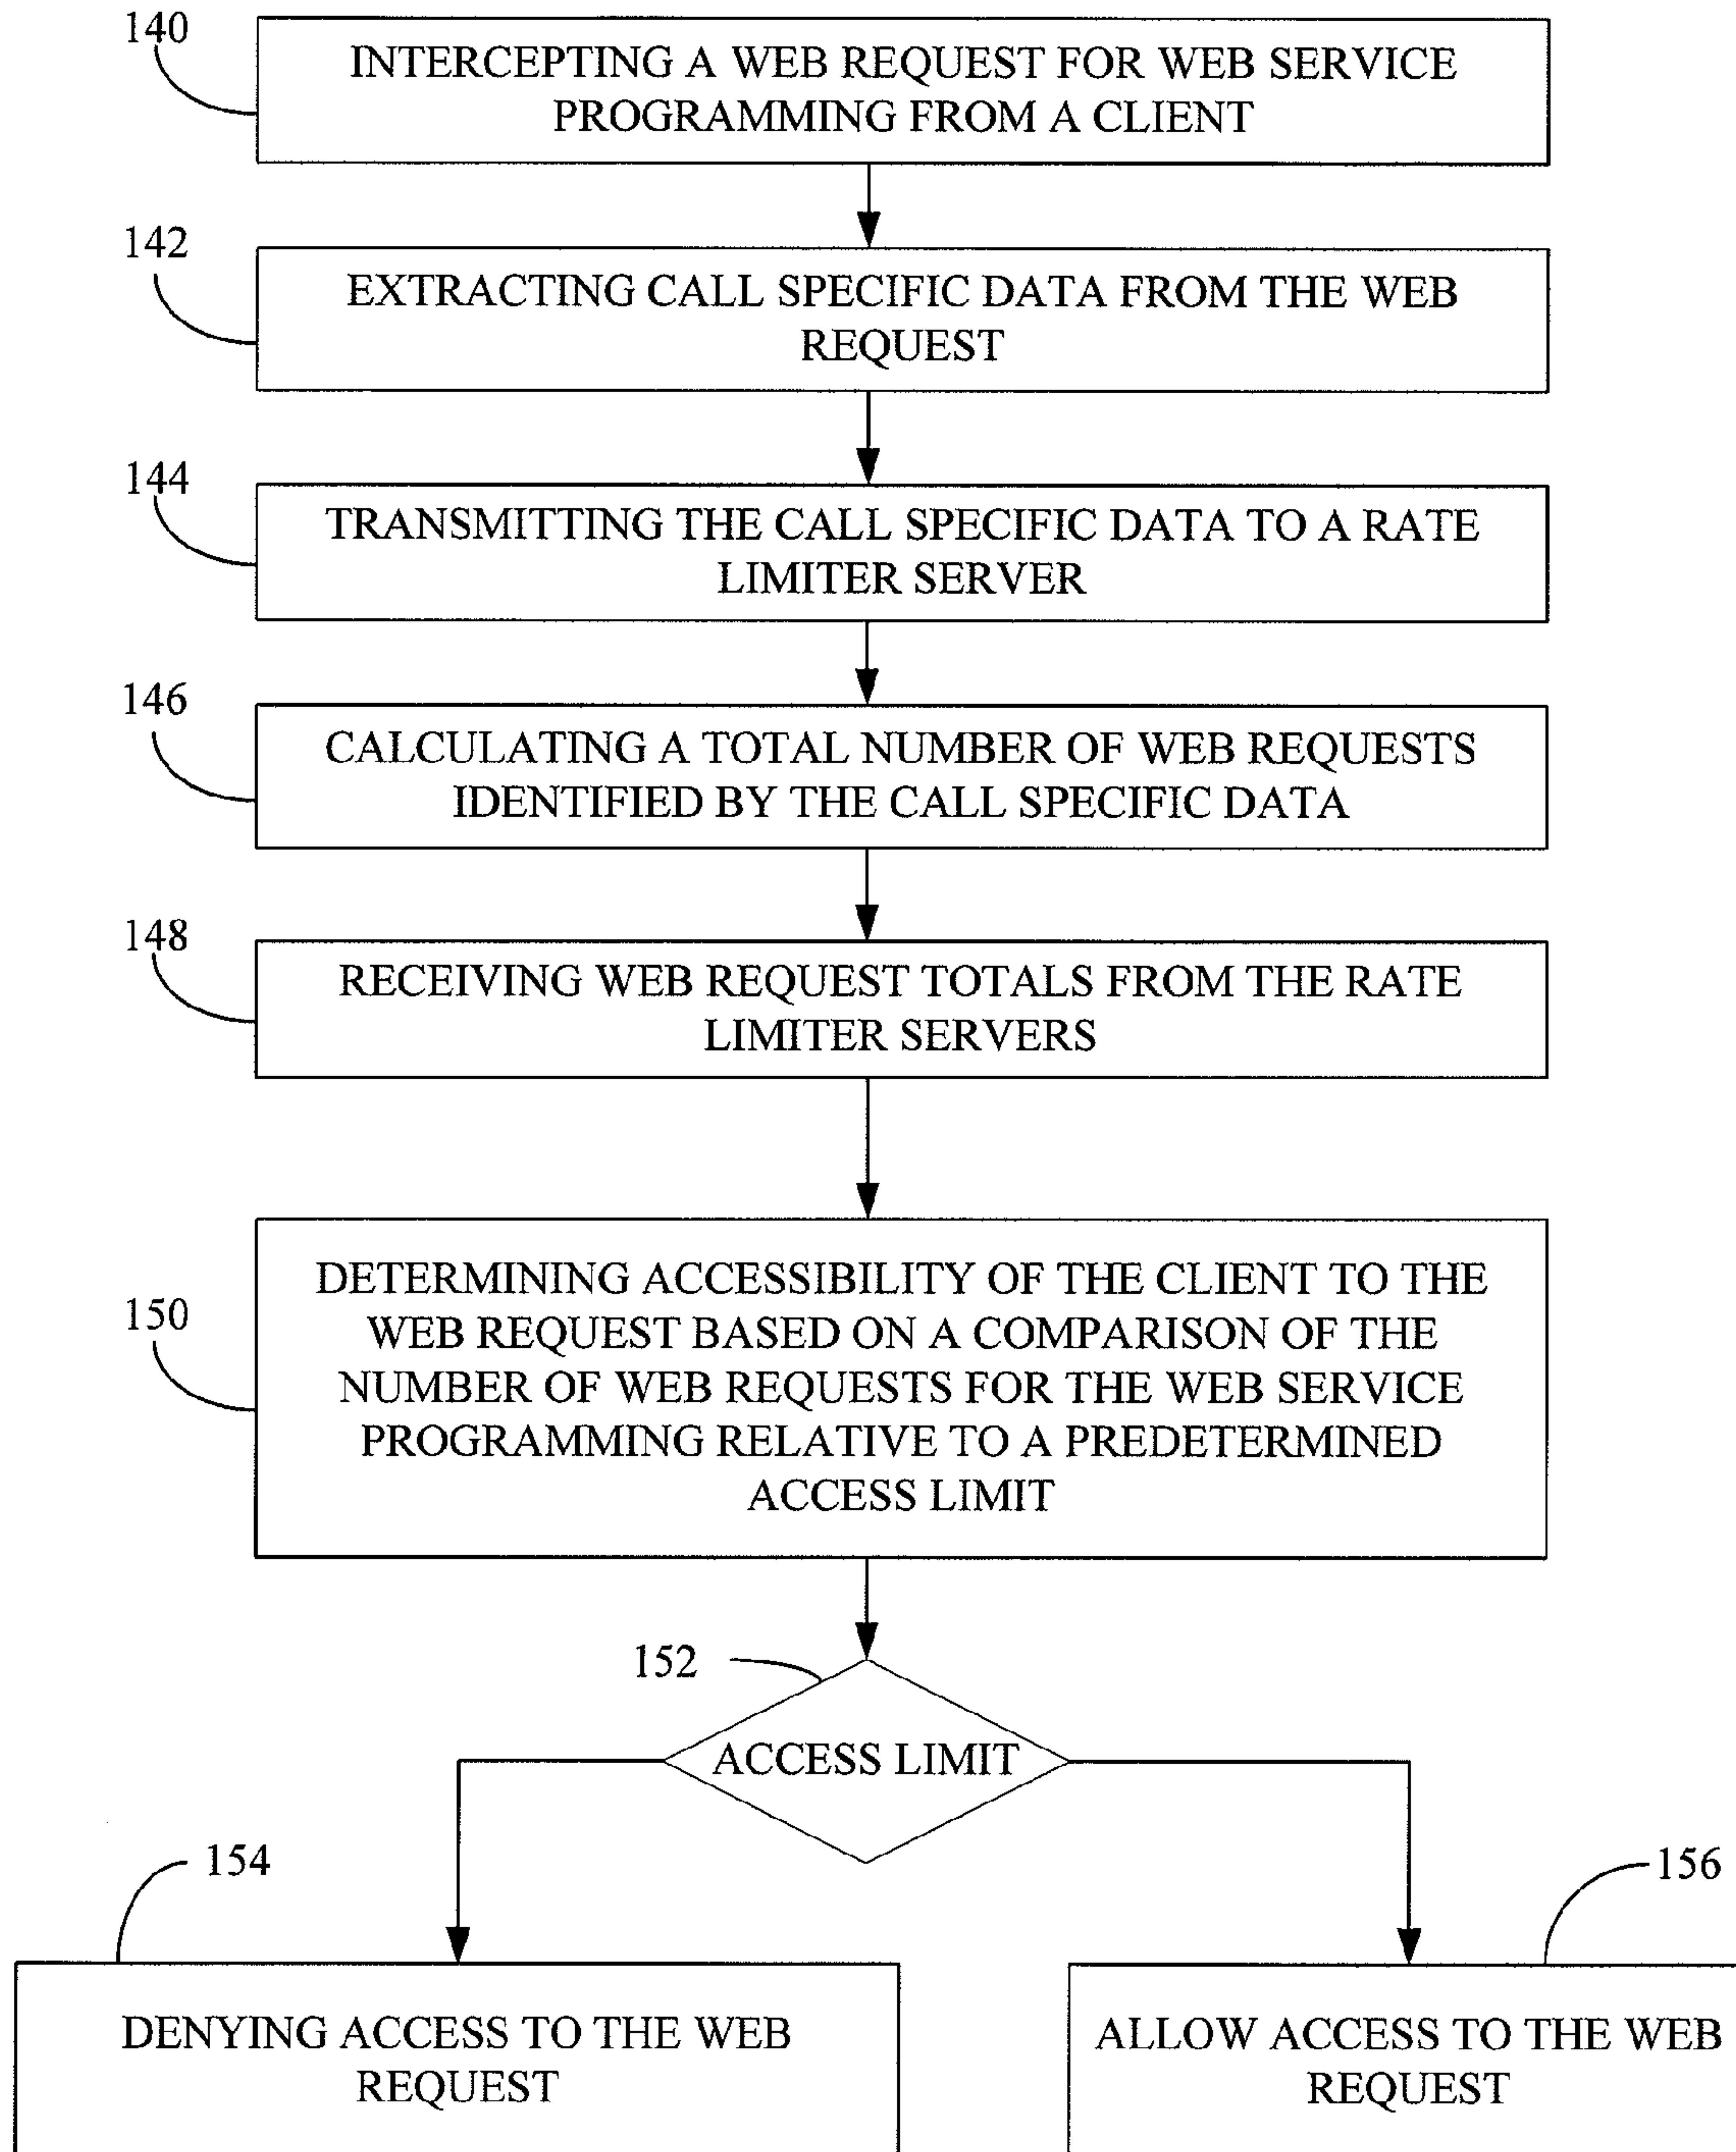 140
INTERCEPTING A WEB REQUEST FOR WEB SERVICE
PROGRAMMING FROM A CLIENT
142
EXTRACTING CALL SPECIFIC DATA FROM THE WEB
REQUEST
144
TRANSMITTING THE CALL SPECIFIC DATA TO A RATE
LIMITER SERVER
146
CALCULATING A TOTAL NUMBER OF WEB REQUESTS
IDENTIFIED BY THE CALL SPECIFIC DATA
148
RECEIVING WEB REQUEST TOTALS FROM THE RATE
LIMITER SERVERS
150
DETERMINING ACCESSIBILITY OF THE CLIENT TO THE
WEB REQUEST BASED ON A COMPARISON OF THE
NUMBER OF WEB REQUESTS FOR THE WEB SERVICE
PROGRAMMING RELATIVE TO A PREDETERMINED
ACCESS LIMIT
152
ACCESS LIMIT
154
DENYING ACCESS TO THE WEB
REQUEST
156
ALLOW ACCESS TO THE WEB
REQUEST